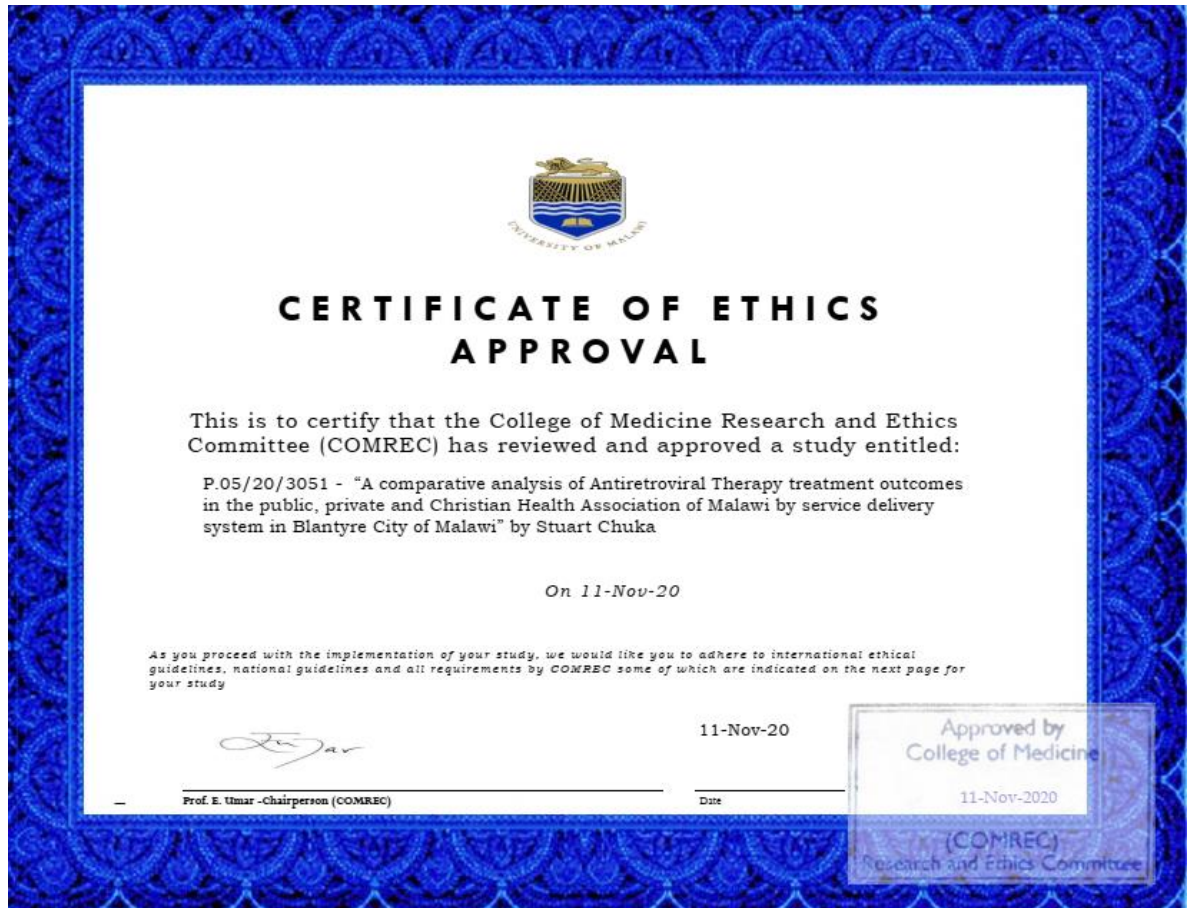 UNIVERSITY OF MALAWI
CERTIFICATE OF ETHICS
APPROVAL
This is to certify that the College of Medicine Research and Ethics
Committee (COMREC) has reviewed and approved a study entitled:
P.05/20/3051 - “A comparative analysis of Antiretroviral Therapy treatment outcomes
in the public, private and Christian Health Association of Malawi by service delivery
system in Blantyre City of Malawi” by Stuart Chuka
On 11-Nov-20
As you proceed with the implementation of your study, we would like you to adhere to international ethical
guidelines, national guidelines and all requirements by COMREC some of which are indicated on the next page for
your study
11-Nov-20
Prof. E. Umar -Chairperson (COMREC)
Date
Approved by
College of Medicine
11-Nov-2020
(COMREC)
Research and Ethics Committee